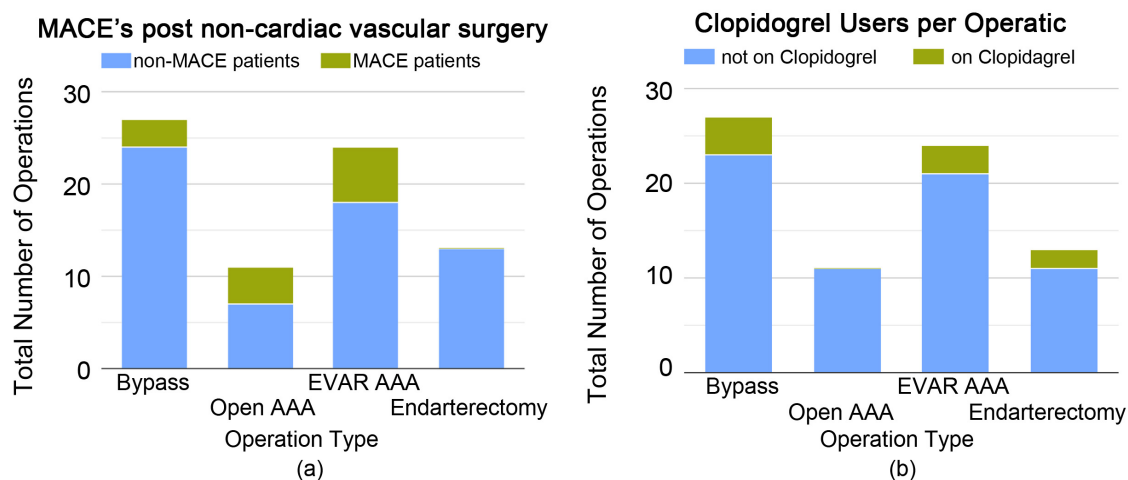 MACE's post non-cardiac vascular surgery
non-MACE patients MACE patients
Total Number of Operations
30
20
10
0
Bypass
Open AAA
EVAR AAA
Endarterectomy
Operation Type
(a)
Clopidogrel Users per Operatic
not on Clopidogrel on Clopidagrel
Total Number of Operations
30
20
10
0
Bypass
Open AAA
EVAR AAA
Endarterectomy
Operation Type
(b)